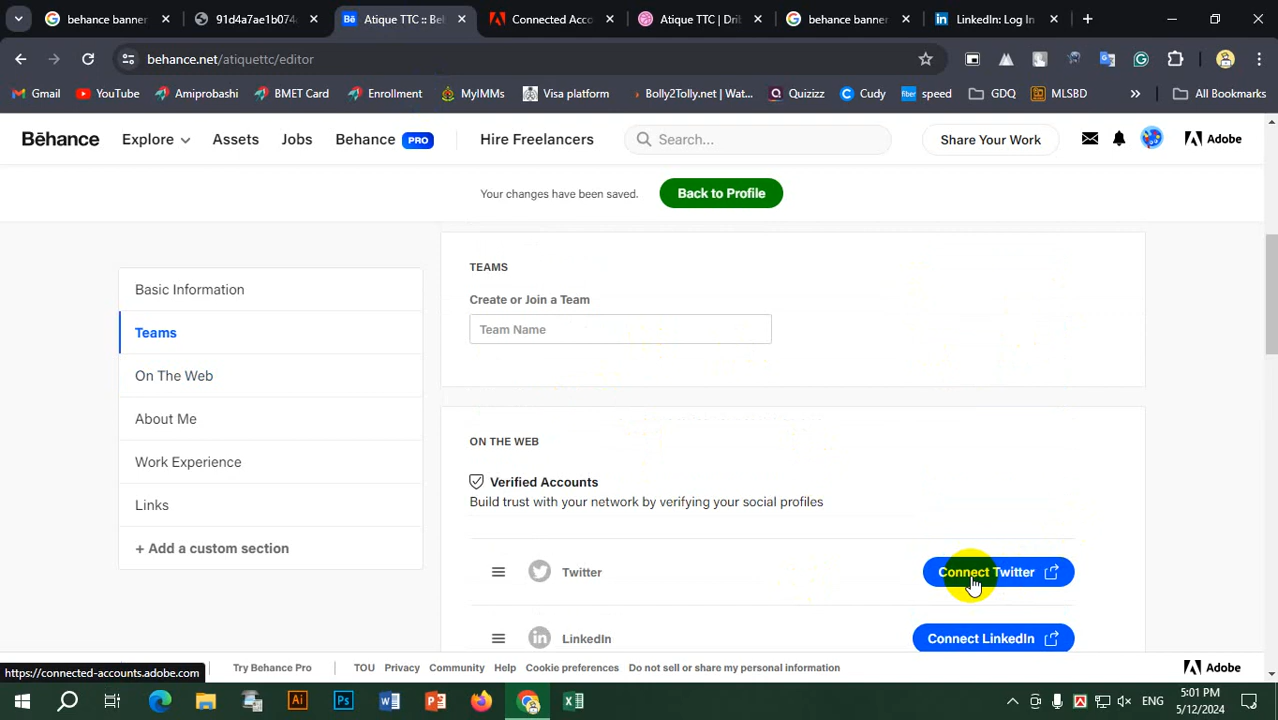 behance banner
91d4a7ae1b074
Bē Atique TTC :: Be
Connected Acc
Atique TTC | Dri
behance banner
LinkedIn: Log In
behance.net/atiquettc/editor
Gmail
YouTube
Amiprobashi
BMET Card
Enrollment
MyIMMs
Visa platform
Bolly2Tolly.net | Wat...
Quizizz
Cudy
speed
GDQ
MLSBD
All Bookmarks
Bēhance
Explore
Assets
Jobs
Behance PRO
Hire Freelancers
Search...
Share Your Work
Adobe
Your changes have been saved.
Back to Profile
TEAMS
Create or Join a Team
Team Name
Basic Information
Teams
On The Web
About Me
Work Experience
Links
+ Add a custom section
ON THE WEB
Verified Accounts
Build trust with your network by verifying your social profiles
Twitter
Connect Twitter
LinkedIn
Connect LinkedIn
https://connected-accounts.adobe.com
Try Behance Pro
TOU
Privacy
Community
Help
Cookie preferences
Do not sell or share my personal information
Adobe
ENG
5:01 PM
5/12/2024